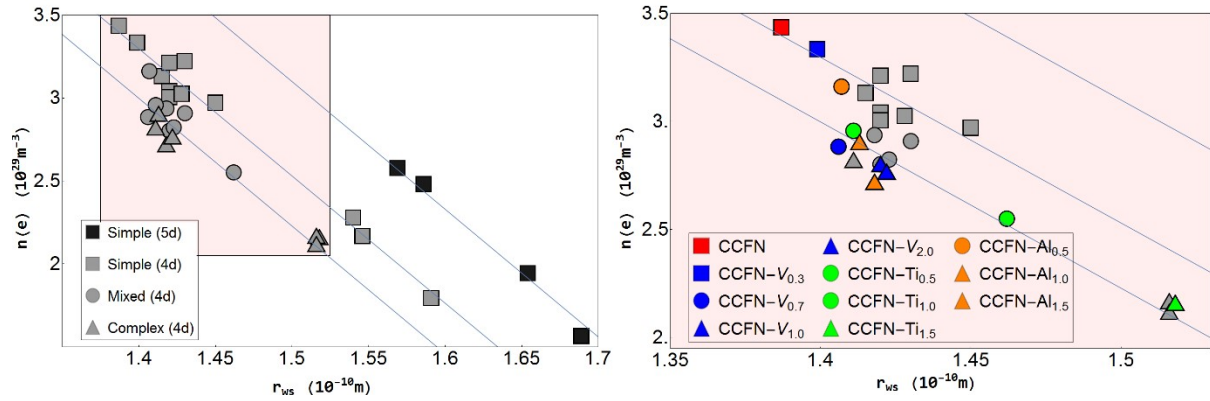 3.5
3
2.5
2
n(e) (10²⁹m⁻³)
Simple (5d)
Simple (4d)
Mixed (4d)
Complex (4d)
1.4 1.45 1.5 1.55 1.6 1.65 1.7
r_ws (10⁻¹⁰m)
3.5
3.
2.5
2.
n(e) (10²⁹m⁻³)
CCFN CCFN-V₂.₀ CCFN-Al₀.₅
CCFN-V₀.₃ CCFN-Ti₀.₅ CCFN-Al₁.₀
CCFN-V₀.₇ CCFN-Ti₁.₀ CCFN-Al₁.₅
CCFN-V₁.₀ CCFN-Ti₁.₅
1.35 1.4 1.45 1.5
r_ws (10⁻¹⁰m)